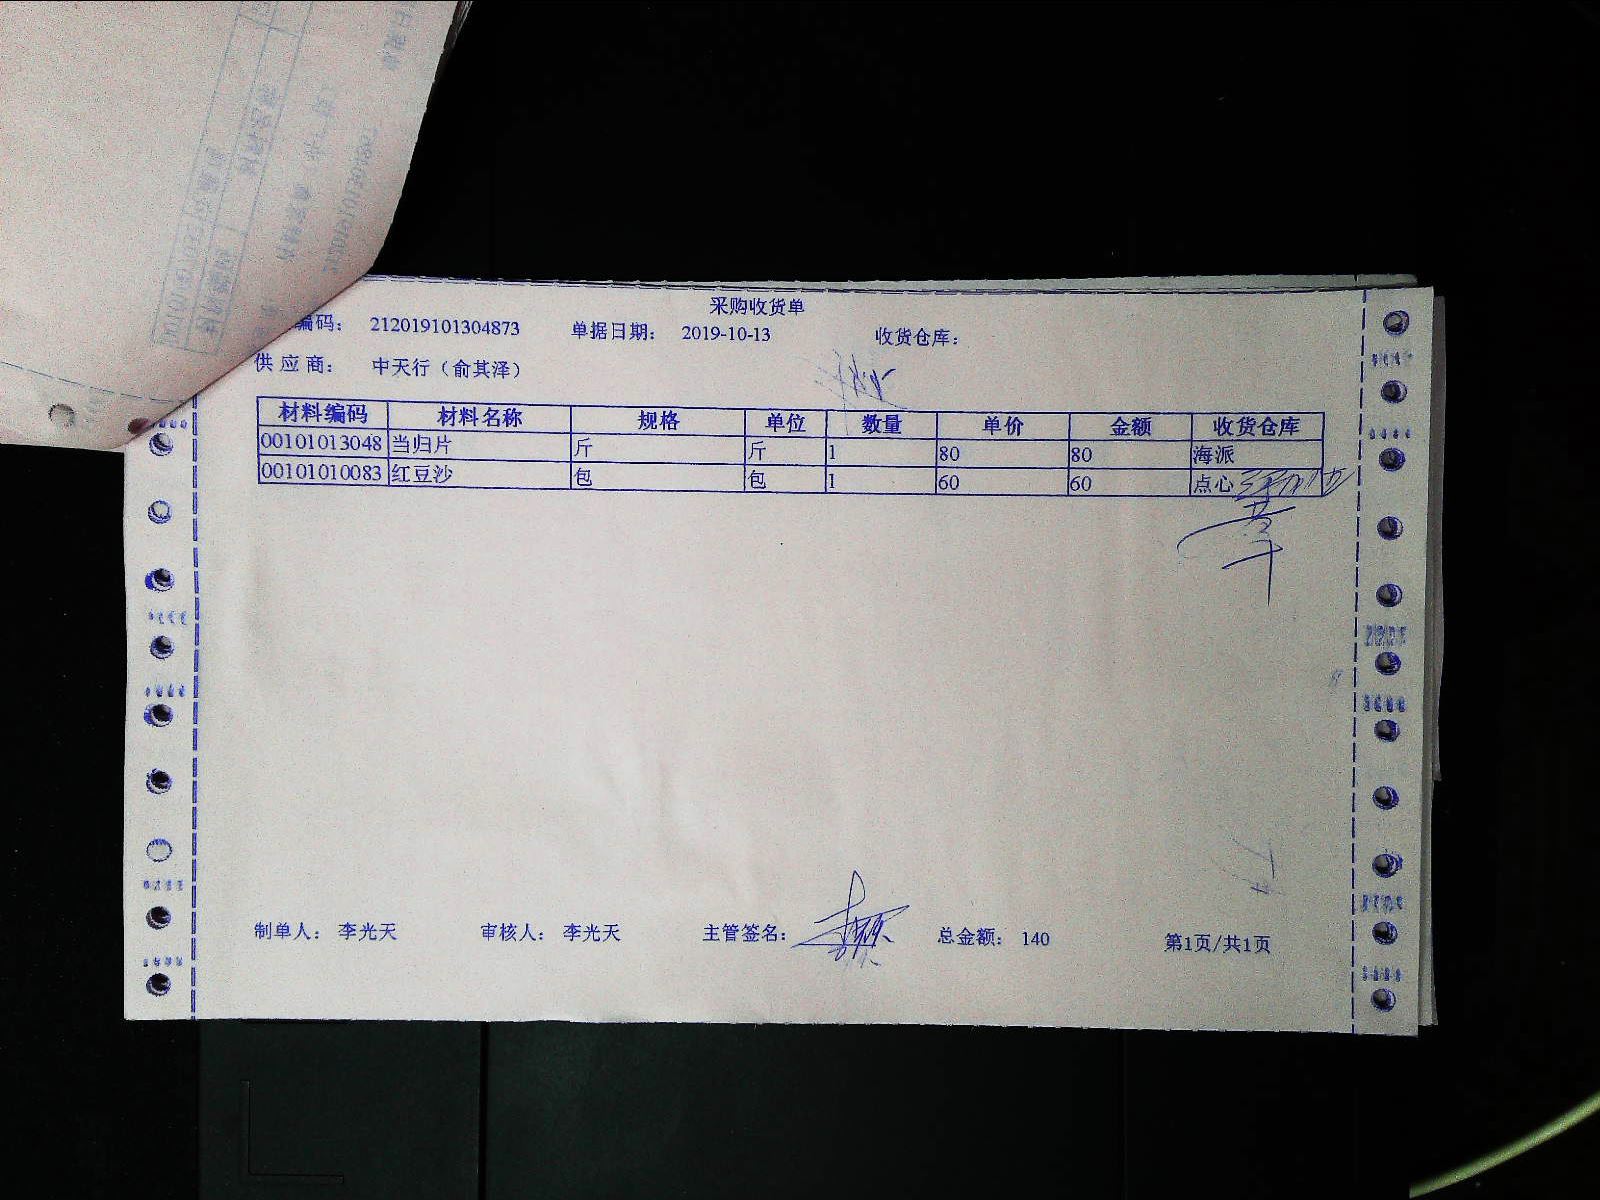 采购收货单
编码： 212019101304873 单据日期： 2019-10-13 收货仓库：
供应商： 中天行（俞其泽）
材料编码 材料名称 规格 单位 数量 单价 金额 收货仓库
00101013048 当归片 斤 斤 1 80 80 海派
00101010083 红豆沙 包 包 1 60 60 点心
制单人： 李光天 审核人： 李光天 主管签名： 总金额： 140 第1页/共1页